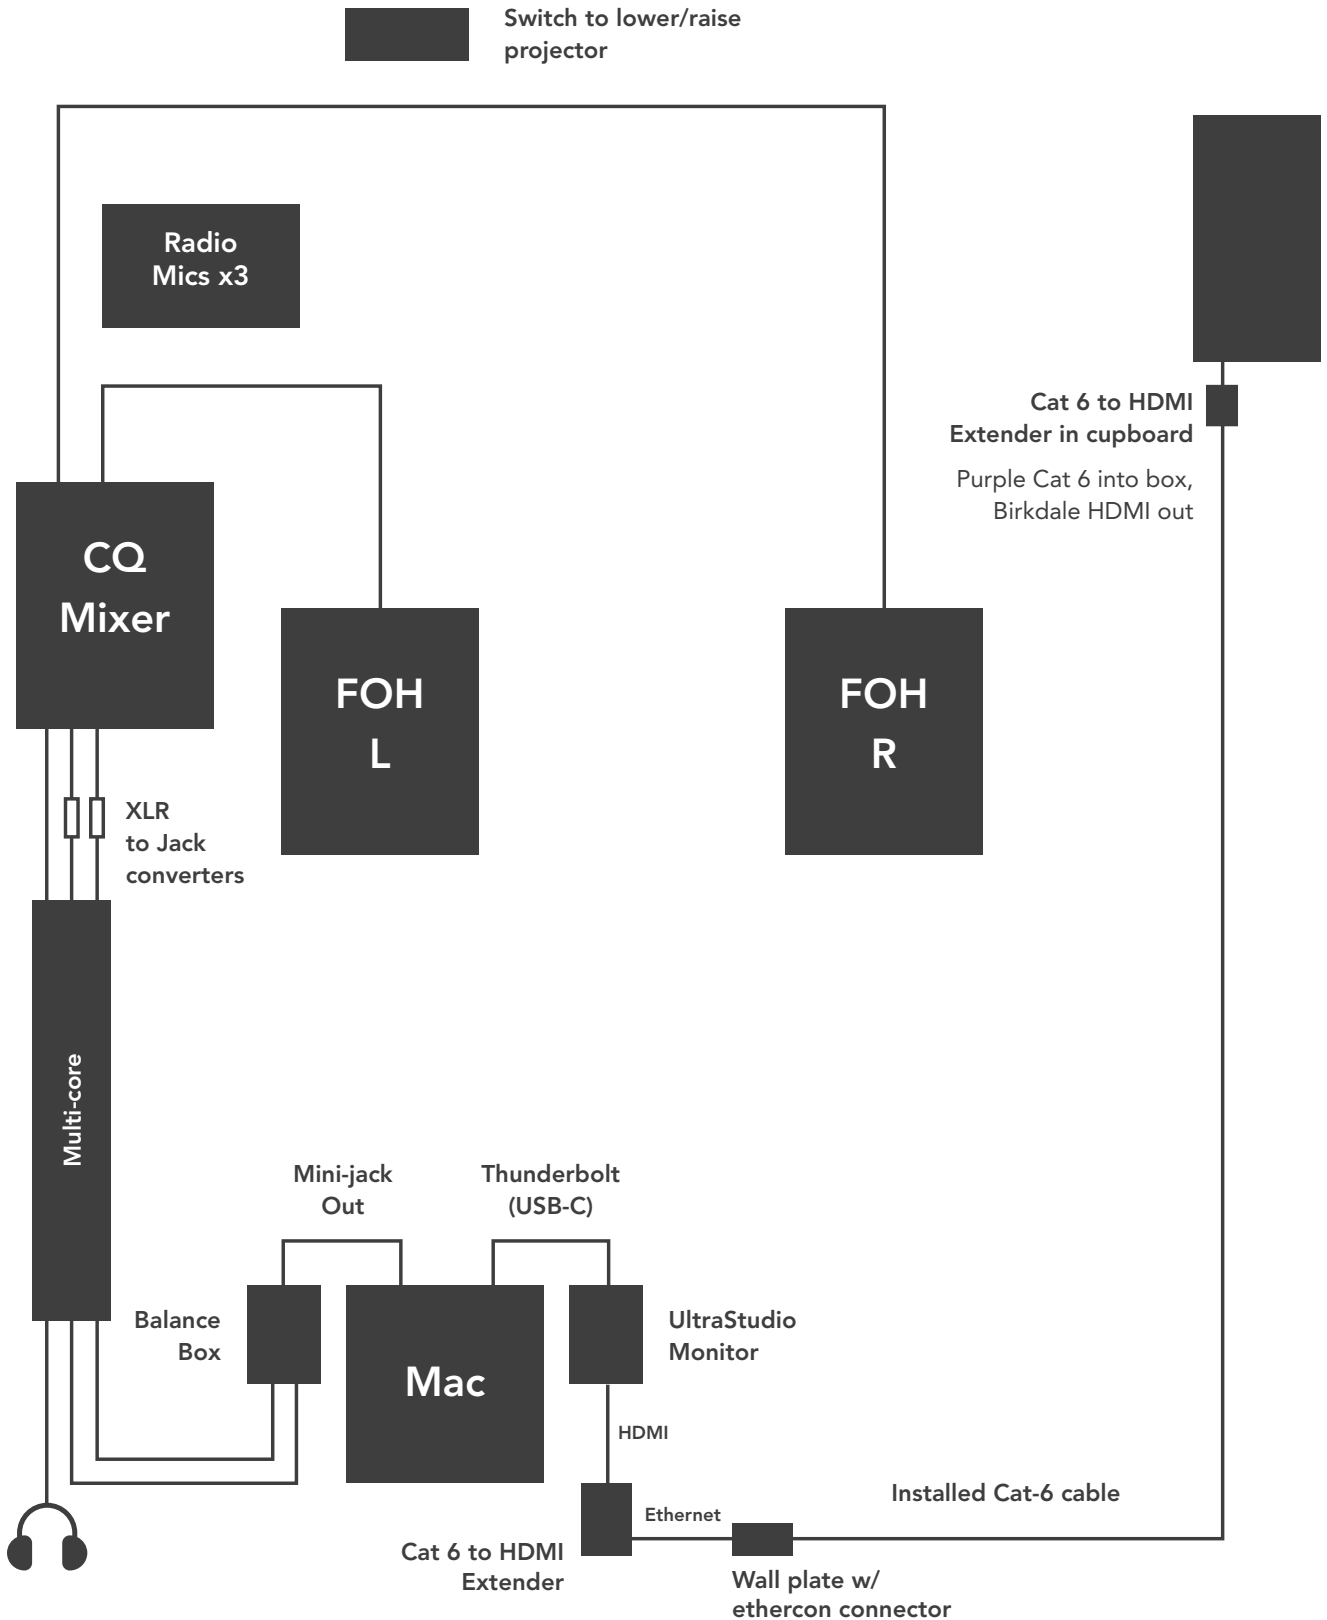 Switch to lower/raise
projector
Radio
Mics x3
Cat 6 to HDMI
Extender in cupboard
Purple Cat 6 into box,
Birkdale HDMI out
CQ
Mixer
FOH
L
FOH
R
XLR
to Jack
converters
Multi-core
Mini-jack
Out
Thunderbolt
(USB-C)
Balance
Box
Mac
UltraStudio
Monitor
HDMI
Installed Cat-6 cable
Ethernet
Cat 6 to HDMI
Extender
Wall plate w/
ethercon connector